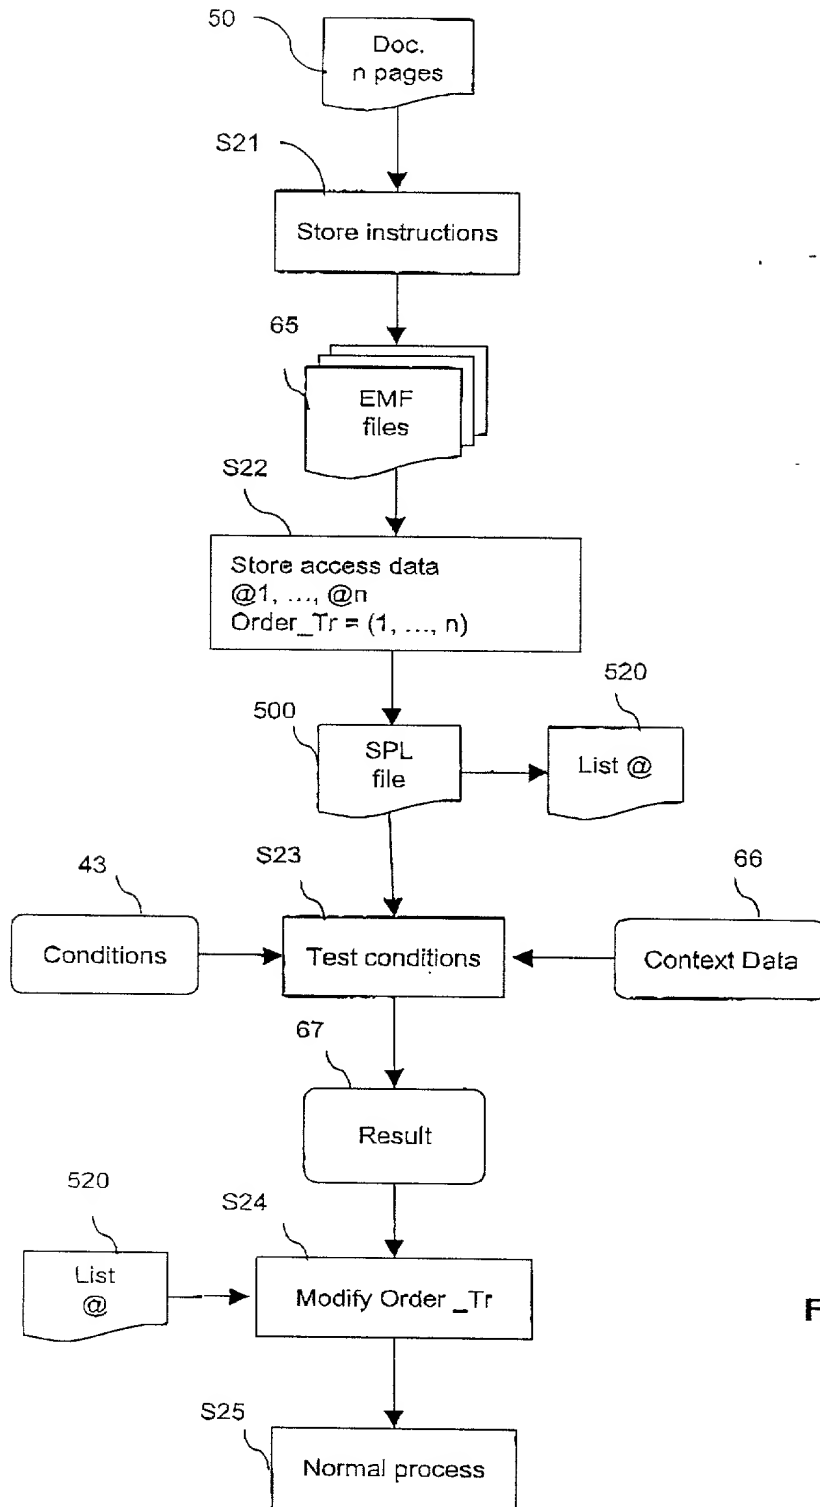 50
Doc.
n pages
S21
Store instructions
65
EMF
files
S22
Store access data
@1, ..., @n
Order_Tr = (1, ..., n)
500
SPL
file
520
List @
43
Conditions
S23
Test conditions
66
Context Data
67
Result
520
List
@
S24
Modify Order _Tr
F
S25
Normal process